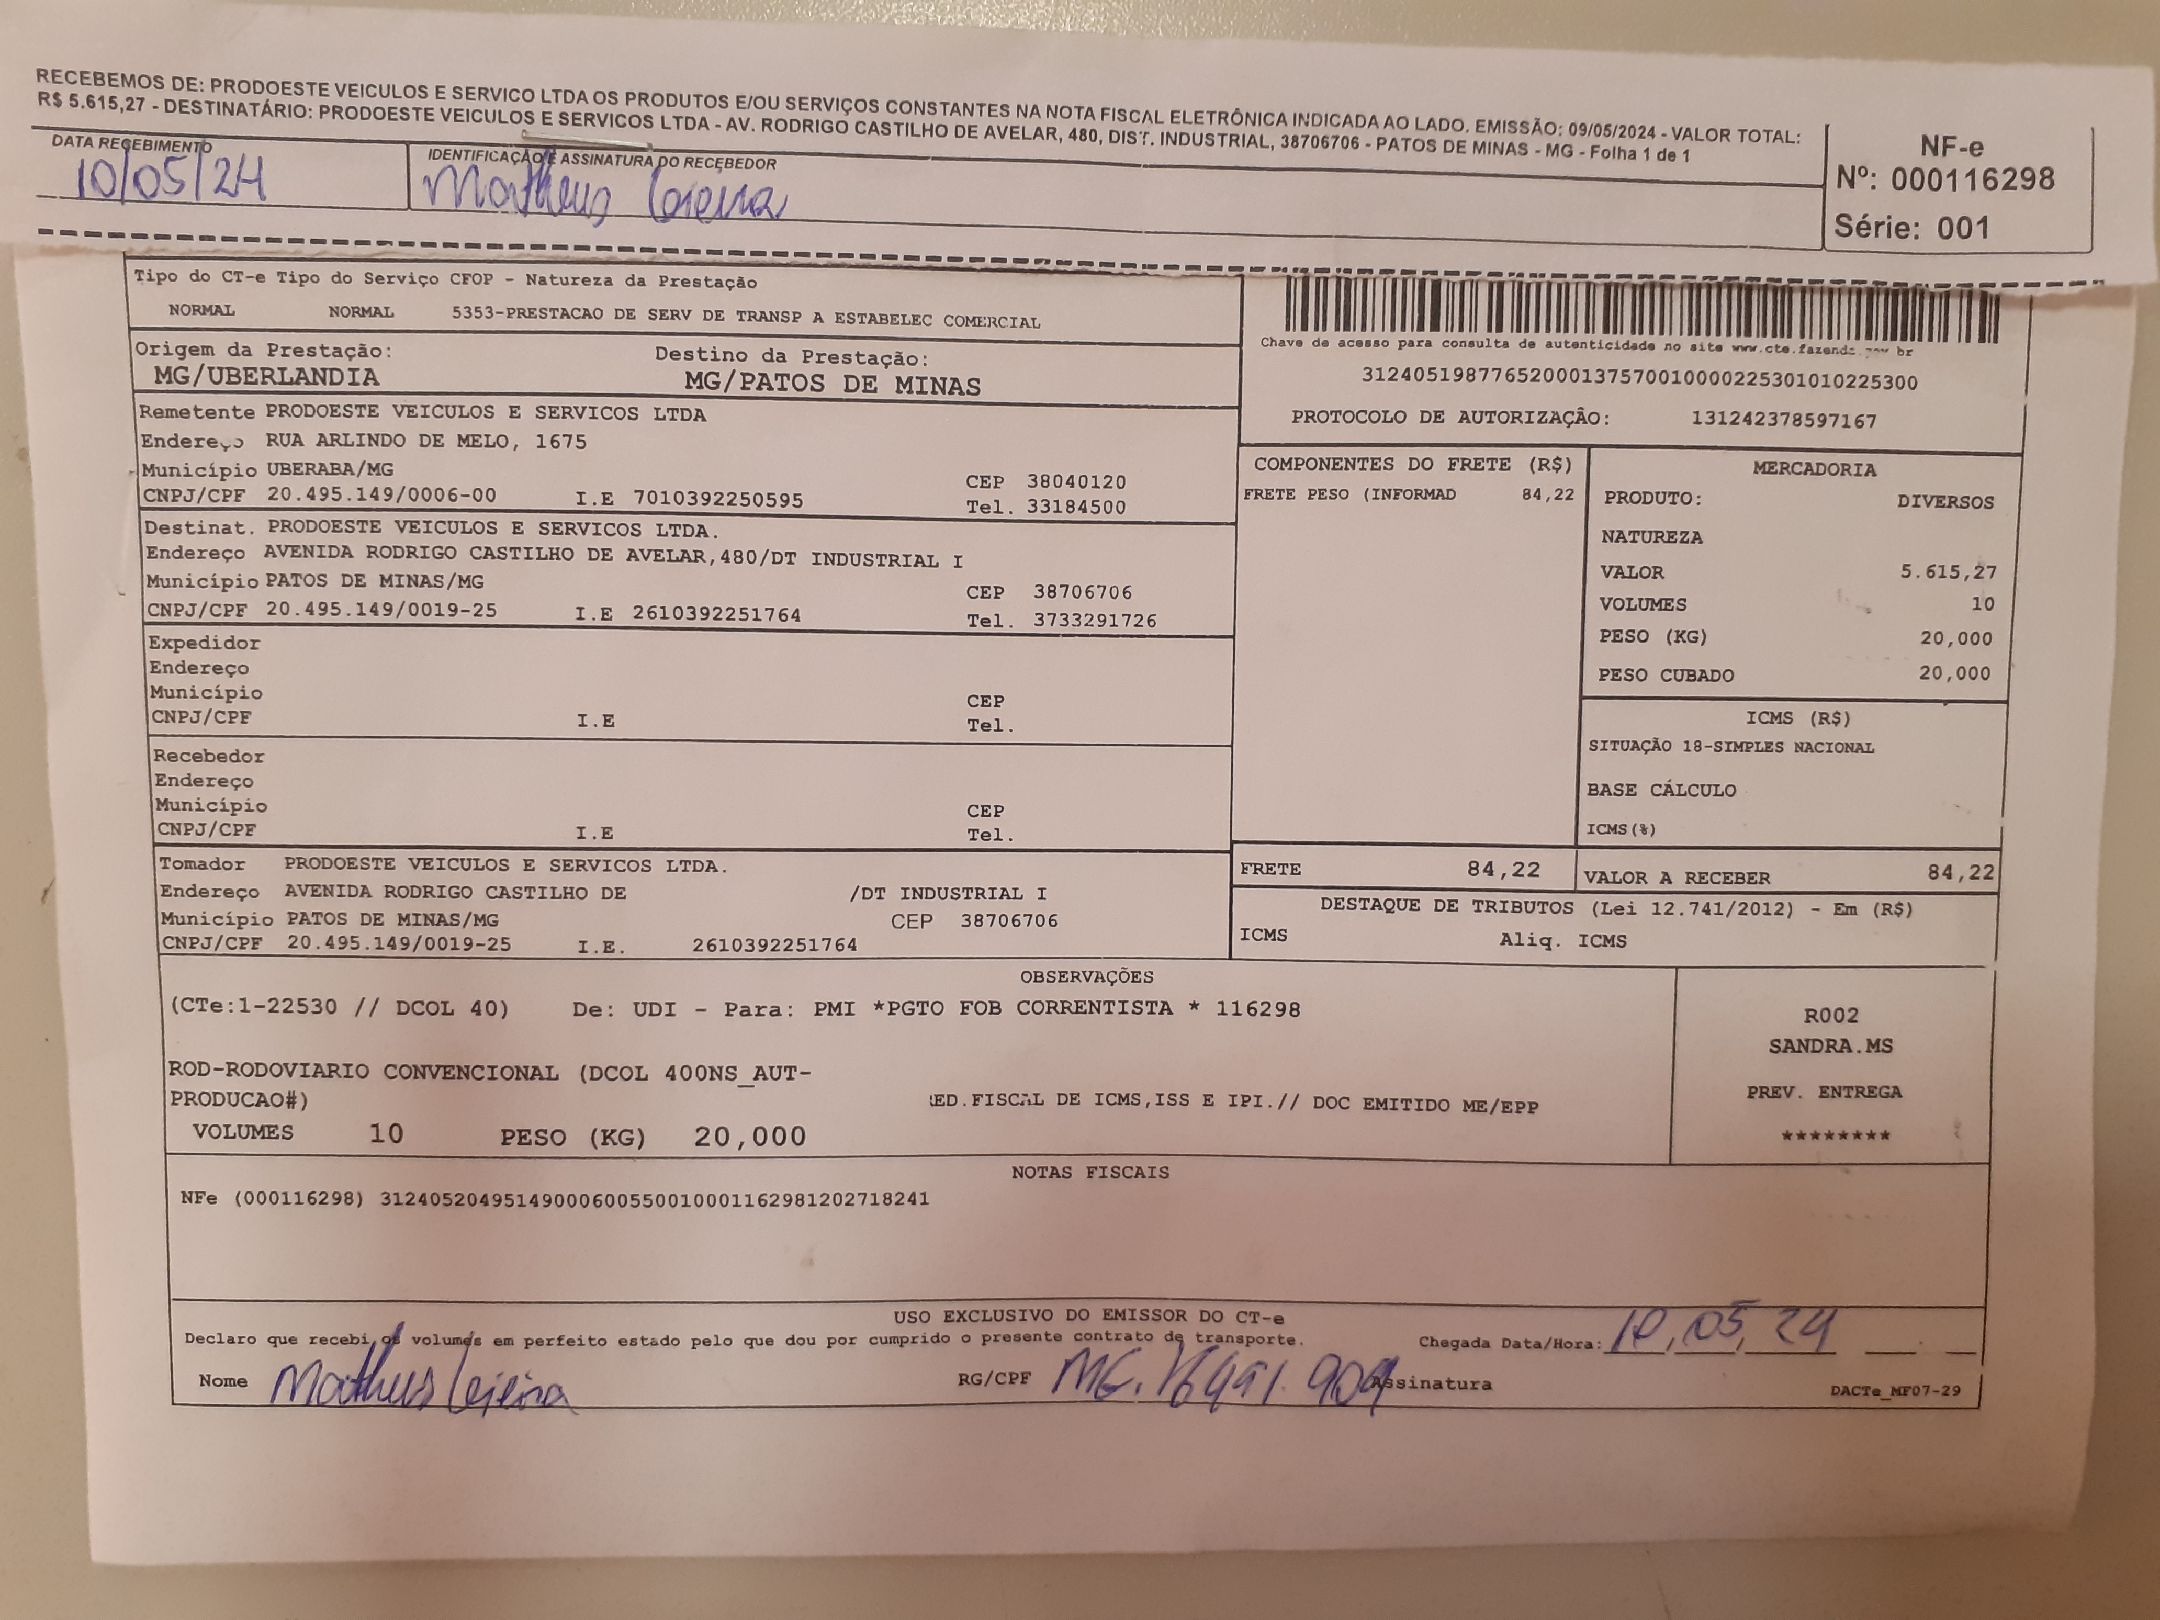 RECEBEMOS DE: PRODOESTE VEICULOS E SERVICO LTDA OS PRODUTOS E/OU SERVIÇOS CONSTANTES NA NOTA FISCAL ELETRÔNICA INDICADA AO LADO. EMISSÃO: 09/05/2024 - VALOR TOTAL:
R$ 5.615,27 - DESTINATÁRIO: PRODOESTE VEICULOS E SERVICOS LTDA - AV. RODRIGO CASTILHO DE AVELAR, 480, DIST. INDUSTRIAL, 38706706 - PATOS DE MINAS - MG - Folha 1 de 1
DATA RECEBIMENTO
10/05/24
IDENTIFICAÇÃO E ASSINATURA DO RECEBEDOR
Matheus
NF-e
Nº: 000116298
Série: 001
Tipo do CT-e Tipo do Serviço CFOP - Natureza da Prestação
NORMAL NORMAL 5353-PRESTACAO DE SERV DE TRANSP A ESTABELEC COMERCIAL
Origem da Prestação: Destino da Prestação:
MG/UBERLANDIA MG/PATOS DE MINAS
Chave de acesso para consulta de autenticidade no site www.cte.fazenda.gov br
31240519877652000137570010000225301010225300
PROTOCOLO DE AUTORIZAÇÃO: 131242378597167
Remetente PRODOESTE VEICULOS E SERVICOS LTDA
Endereço RUA ARLINDO DE MELO, 1675
Município UBERABA/MG CEP 38040120
CNPJ/CPF 20.495.149/0006-00 I.E 7010392250595 Tel. 33184500
Destinat. PRODOESTE VEICULOS E SERVICOS LTDA.
Endereço AVENIDA RODRIGO CASTILHO DE AVELAR,480/DT INDUSTRIAL I
Município PATOS DE MINAS/MG CEP 38706706
CNPJ/CPF 20.495.149/0019-25 I.E 2610392251764 Tel. 3733291726
Expedidor
Endereço
Município CEP
CNPJ/CPF I.E Tel.
Recebedor
Endereço
Município CEP
CNPJ/CPF I.E Tel.
Tomador PRODOESTE VEICULOS E SERVICOS LTDA.
Endereço AVENIDA RODRIGO CASTILHO DE /DT INDUSTRIAL I
Município PATOS DE MINAS/MG CEP 38706706
CNPJ/CPF 20.495.149/0019-25 I.E. 2610392251764
COMPONENTES DO FRETE (R$)
FRETE PESO (INFORMAD 84,22
MERCADORIA
PRODUTO: DIVERSOS
NATUREZA
VALOR 5.615,27
VOLUMES 10
PESO (KG) 20,000
PESO CUBADO 20,000
ICMS (R$)
SITUAÇÃO 18-SIMPLES NACIONAL
BASE CÁLCULO
ICMS(%)
FRETE 84,22 VALOR A RECEBER 84,22
DESTAQUE DE TRIBUTOS (Lei 12.741/2012) - Em (R$)
ICMS Aliq. ICMS
OBSERVAÇÕES
(CTe:1-22530 // DCOL 40) De: UDI - Para: PMI *PGTO FOB CORRENTISTA * 116298
ROD-RODOVIARIO CONVENCIONAL (DCOL 400NS_AUT-
PRODUCAO#) ED.FISCAL DE ICMS,ISS E IPI.// DOC EMITIDO ME/EPP
VOLUMES 10 PESO (KG) 20,000
R002
SANDRA.MS
PREV. ENTREGA
********
NOTAS FISCAIS
NFe (000116298) 31240520495149000600550010001162981202718241
USO EXCLUSIVO DO EMISSOR DO CT-e
Declaro que recebi os volumes em perfeito estado pelo que dou por cumprido o presente contrato de transporte. Chegada Data/Hora: 10,05,24
Nome Matheus RG/CPF Assinatura DACTe_MF07-29